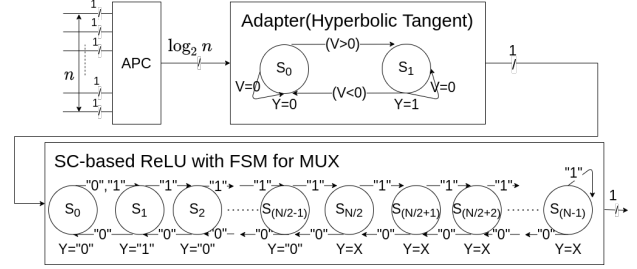 1
1
1
n
1
1
APC
log₂ n
Adapter(Hyperbolic Tangent)
(V>0)
S₀
S₁
V=0
V=0
(V<0)
Y=0
Y=1
1
SC-based ReLU with FSM for MUX
"0","1" "1" "1" "1" "1" "1" "1" "1" "1"
S₀ S₁ S₂ ........ S(N/2-1) S N/2 S(N/2+1) S(N/2+2) ...... S(N-1)
1
"0" "0" "0" "0" "0" "0" "0" "0" "0"
Y="0" Y="1" Y="0" Y="0" Y=X Y=X Y=X Y=X